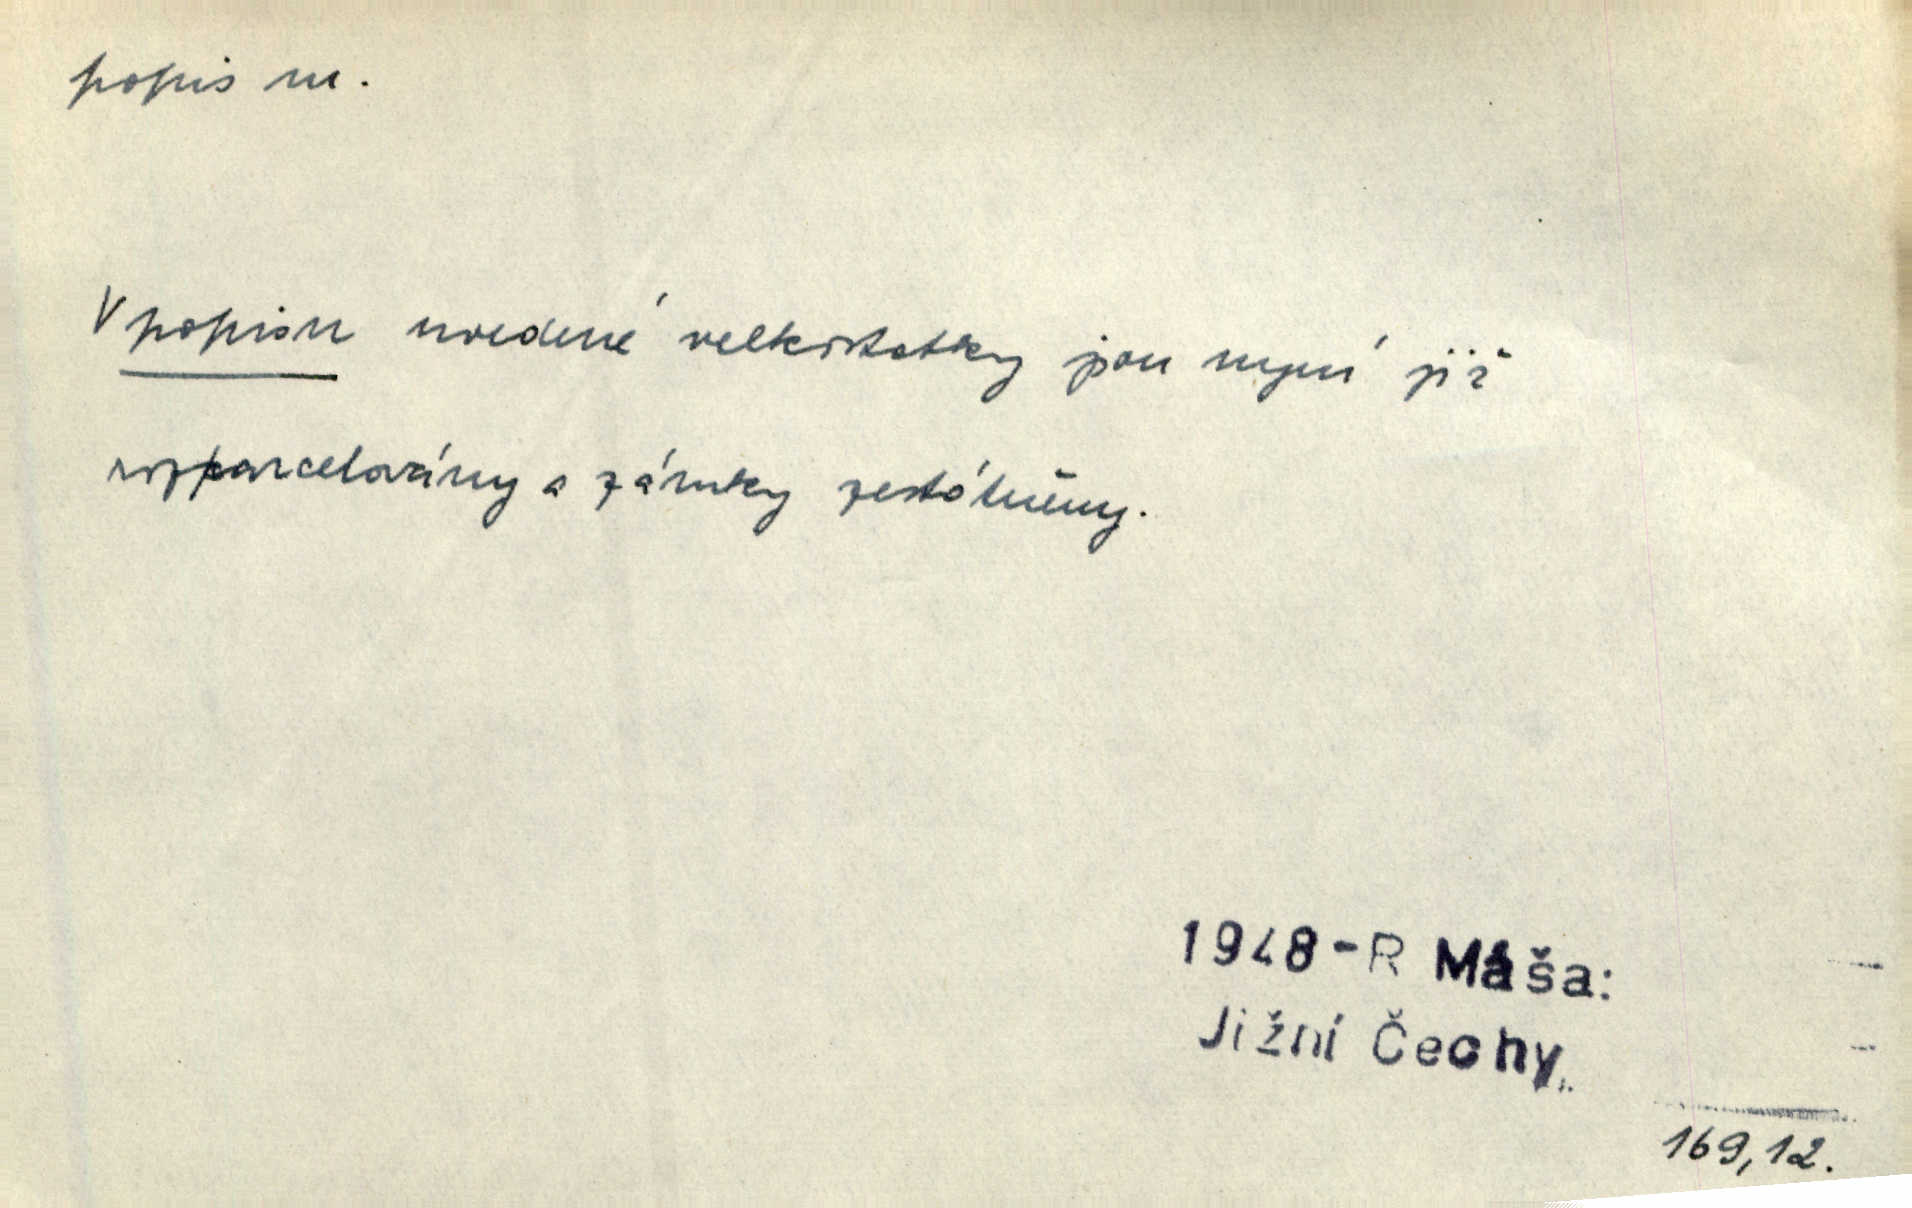 popis m.
V popisu uvedené velkostatky jsou nyní již
rozparcelovány a zámky zestátněny.
1948-R Máša:
Jižní Čechy
169,12.